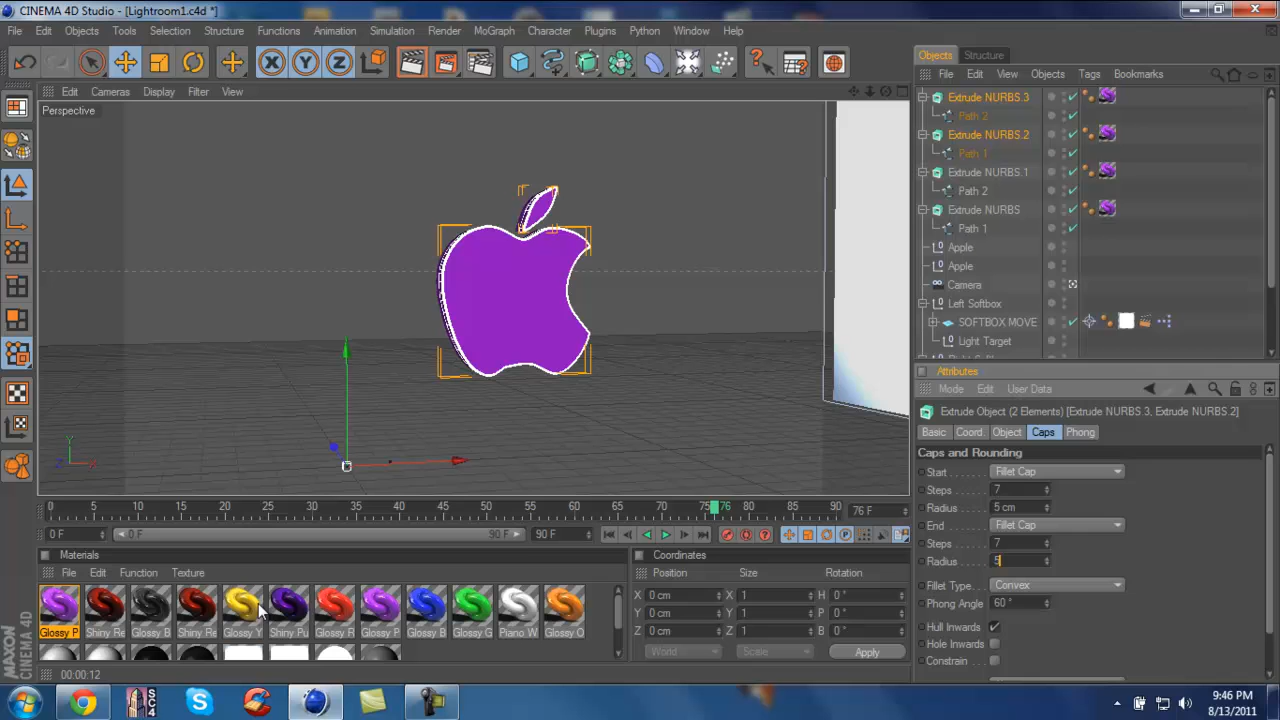 CINEMA 4D Studio - [Lightroom1.c4d *]
File Edit Objects Tools Selection Structure Functions Animation Simulation Render MoGraph Character Plugins Python Window Help
Objects Structure
File Edit View Objects Tags Bookmarks
Edit Cameras Display Filter View
Perspective
Extrude NURBS.3
Path 2
Extrude NURBS.2
Path 1
Extrude NURBS.1
Path 2
Extrude NURBS
Path 1
Apple
Apple
Camera
Left Softbox
SOFTBOX MOVE
Light Target
Attributes
Mode Edit User Data
Extrude Object (2 Elements) [Extrude NURBS.3, Extrude NURBS.2]
Basic Coord. Object Caps Phong
Caps and Rounding
Start Fillet Cap
Steps 7
Radius 5 cm
End Fillet Cap
Steps 7
Radius 5
Fillet Type Convex
Phong Angle 60 °
Hull Inwards
Hole Inwards
Constrain
Y
Z X
0 5 10 15 20 25 30 35 40 45 50 55 60 65 70 75 76 80 85 90
76 F
0 F 0 F 90 F 90 F
Materials
File Edit Function Texture
Glossy P Shiny Re Glossy B Shiny Re Glossy Y Shiny Pu Glossy R Glossy P Glossy B Glossy G Piano W Glossy O
Coordinates
Position Size Rotation
X 0 cm X 1 H 0 °
Y 0 cm Y 1 P 0 °
Z 0 cm Z 1 B 0 °
World Scale Apply
00:00:12
MAXON
CINEMA 4D
SC4
9:46 PM
8/13/2011